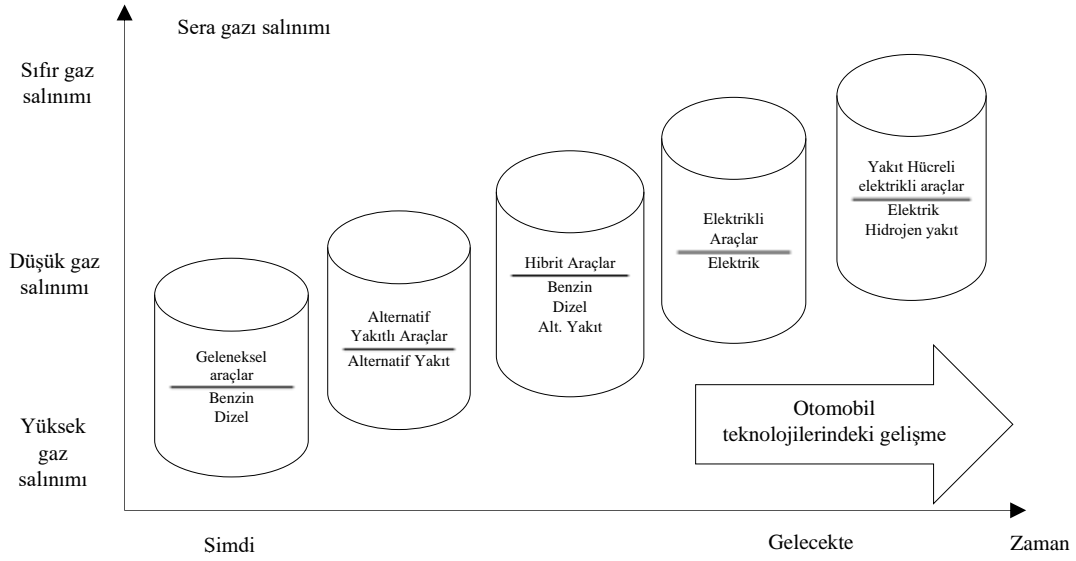 Sera gazı salınımı
Sıfır gaz
salınımı
Düşük gaz
salınımı
Yüksek
gaz
salınımı
Geleneksel
araçlar
Benzin
Dizel
Alternatif
Yakıtlı Araçlar
Alternatif Yakıt
Hibrit Araçlar
Benzin
Dizel
Alt. Yakıt
Elektrikli
Araçlar
Elektrik
Yakıt Hücreli
elektrikli araçlar
Elektrik
Hidrojen yakıt
Otomobil
teknolojilerindeki gelişme
Simdi
Gelecekte
Zaman